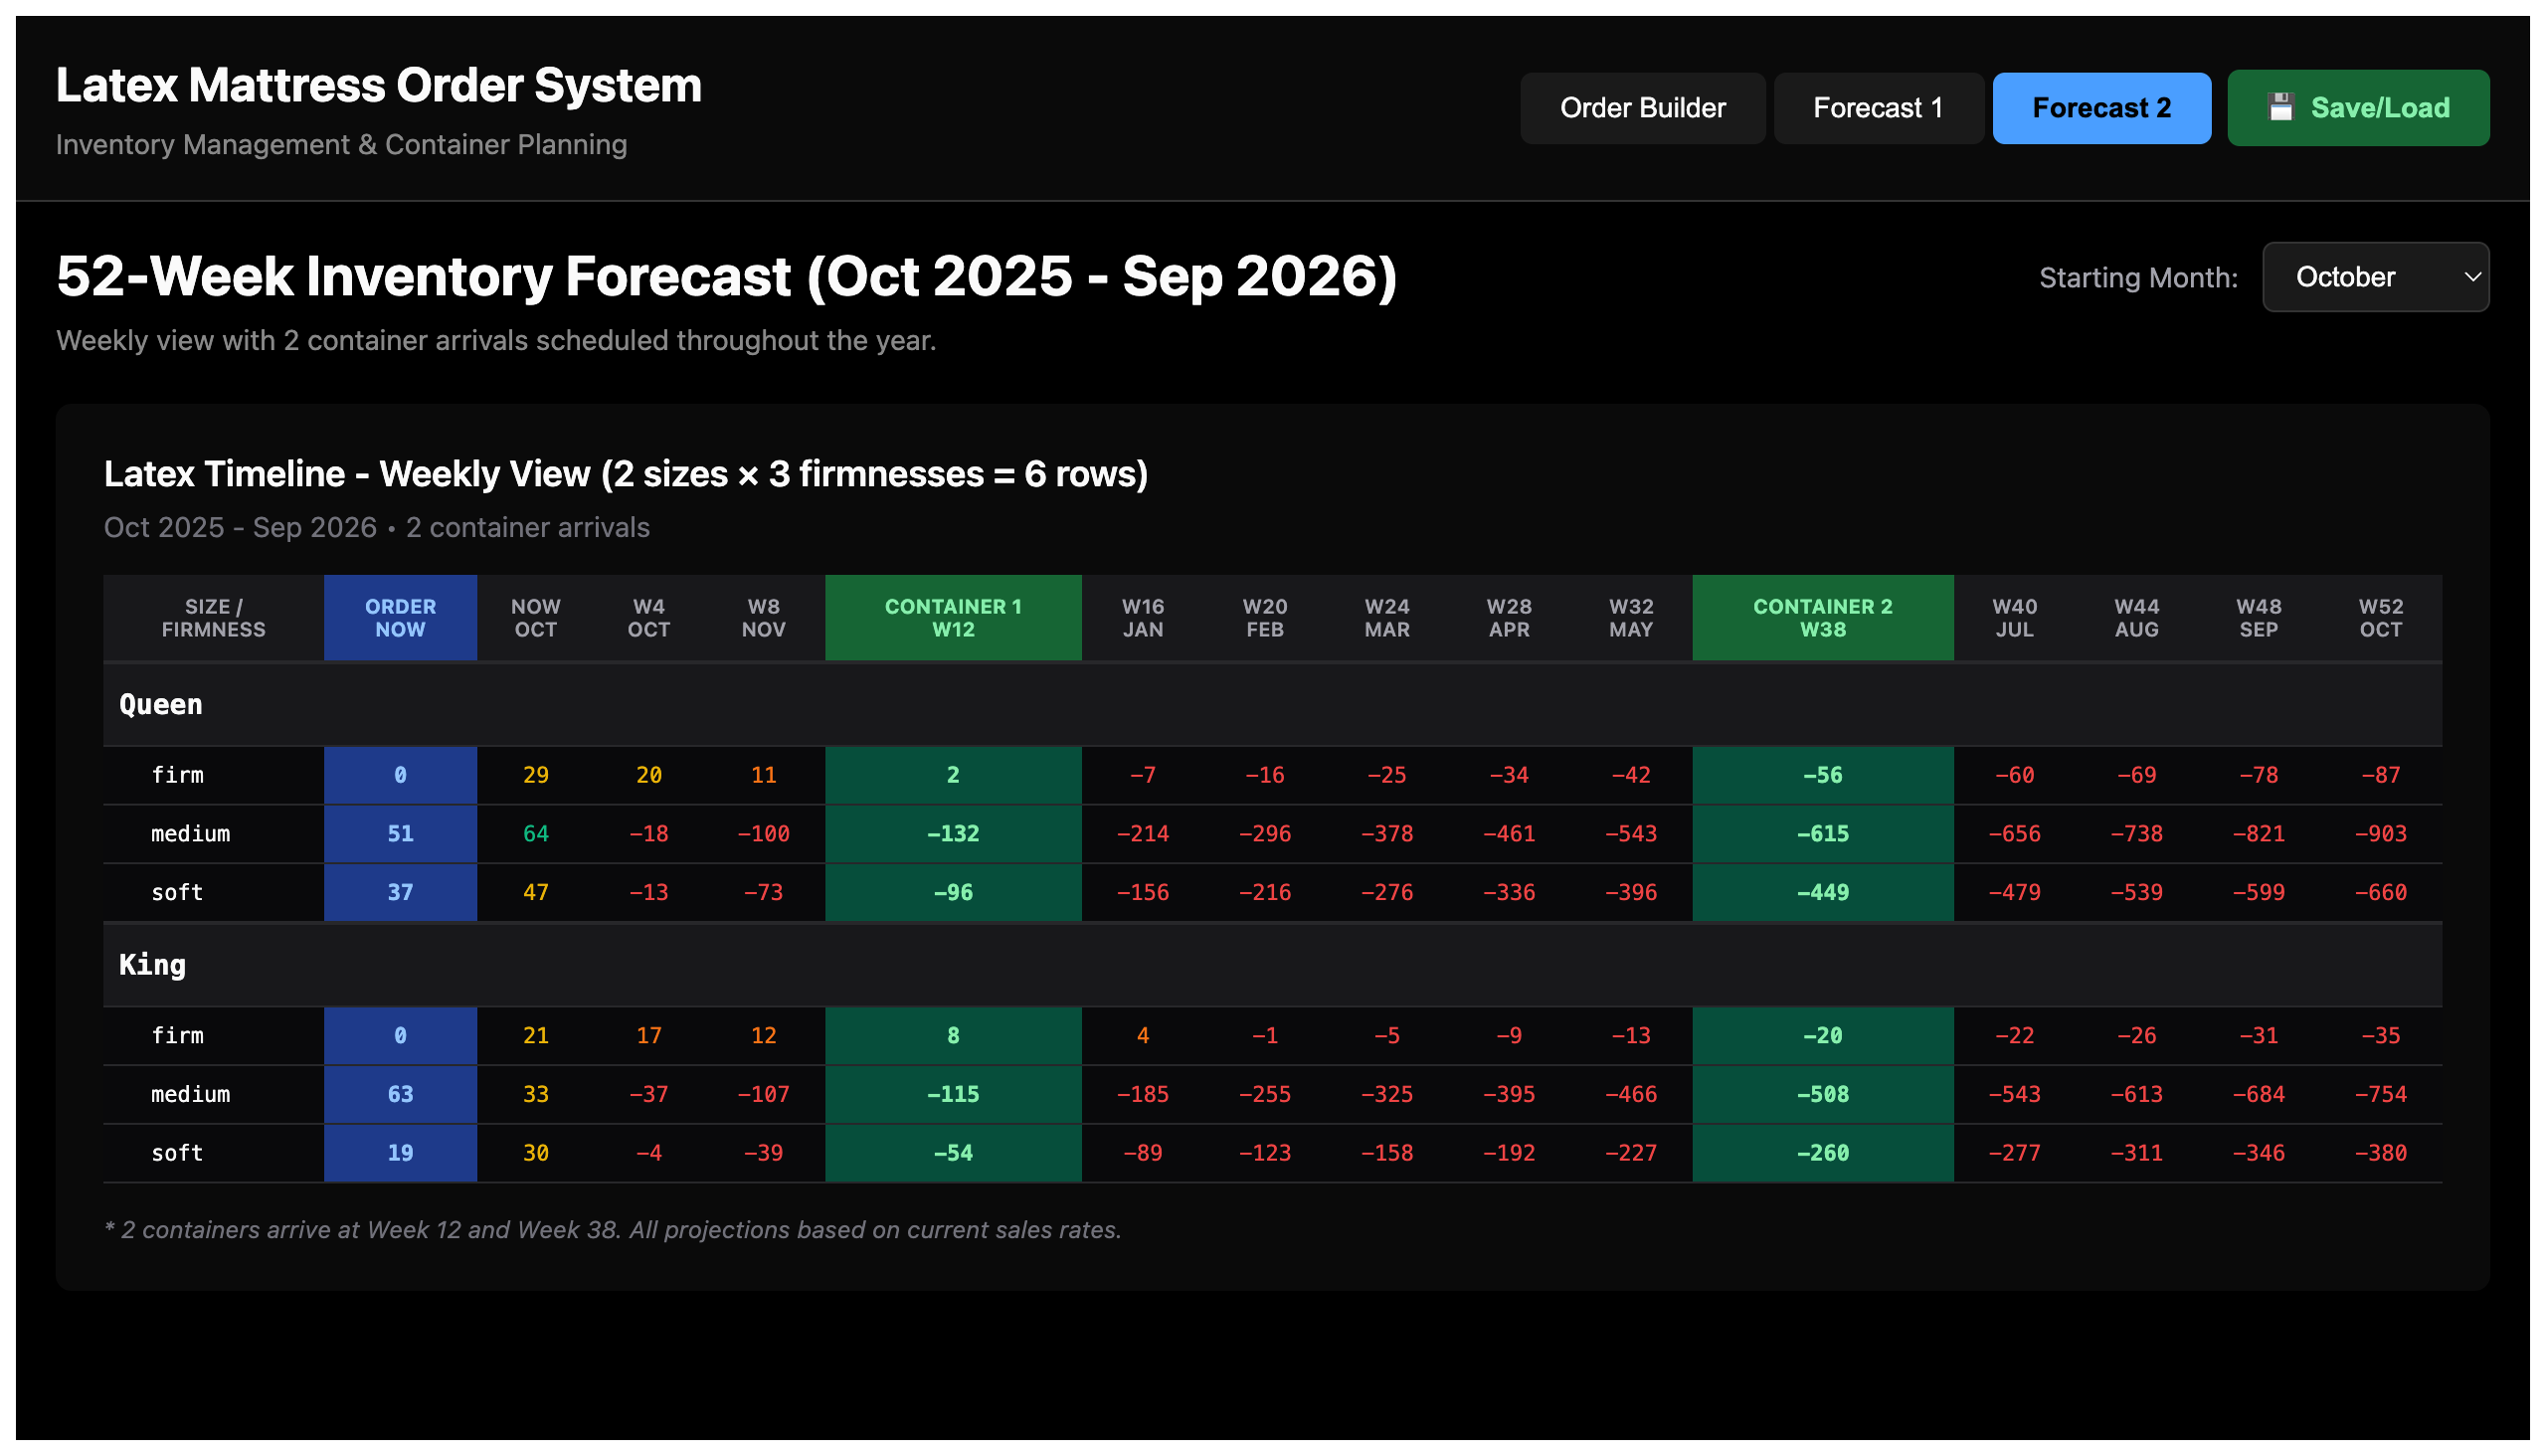 Latex Mattress Order System
Inventory Management & Container Planning
Order Builder
Forecast 1
Forecast 2
💾 Save/Load
52-Week Inventory Forecast (Oct 2025 - Sep 2026)
Starting Month:
October
Weekly view with 2 container arrivals scheduled throughout the year.
Latex Timeline - Weekly View (2 sizes × 3 firmnesses = 6 rows)
Oct 2025 - Sep 2026 • 2 container arrivals
SIZE / FIRMNESS ORDER NOW NOW OCT W4 OCT W8 NOV CONTAINER 1 W12 W16 JAN W20 FEB W24 MAR W28 APR W32 MAY CONTAINER 2 W38 W40 JUL W44 AUG W48 SEP W52 OCT
Queen
firm 0 29 20 11 2 -7 -16 -25 -34 -42 -56 -60 -69 -78 -87
medium 51 64 -18 -100 -132 -214 -296 -378 -461 -543 -615 -656 -738 -821 -903
soft 37 47 -13 -73 -96 -156 -216 -276 -336 -396 -449 -479 -539 -599 -660
King
firm 0 21 17 12 8 4 -1 -5 -9 -13 -20 -22 -26 -31 -35
medium 63 33 -37 -107 -115 -185 -255 -325 -395 -466 -508 -543 -613 -684 -754
soft 19 30 -4 -39 -54 -89 -123 -158 -192 -227 -260 -277 -311 -346 -380
* 2 containers arrive at Week 12 and Week 38. All projections based on current sales rates.